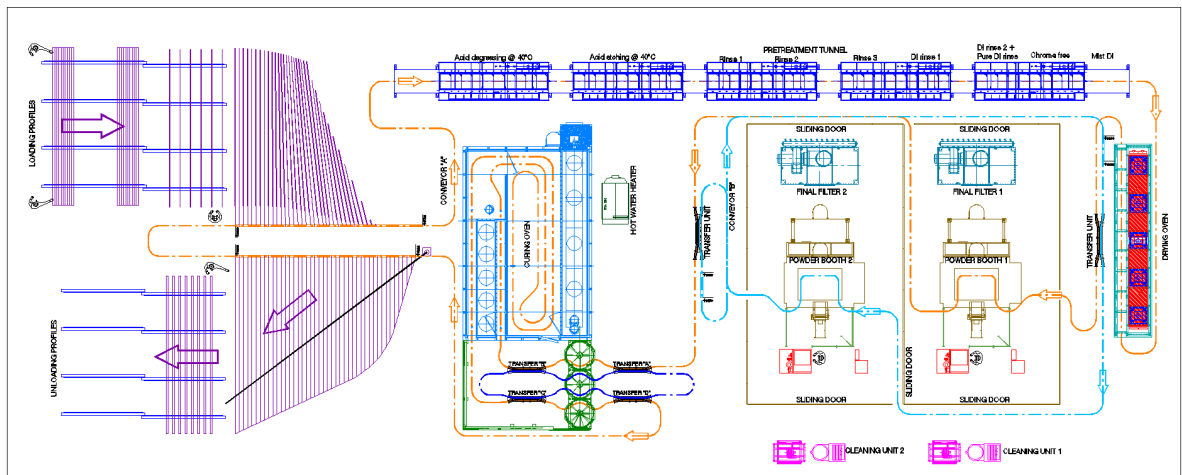 PRETREATMENT TUNNEL
Acid degreasing @ 40°C
Acid etching @ 40°C
Rinse 1
Rinse 2
Rinse 3
DI rinse 1
DI rinse 2 +
Pure DI rinse
Chrome free
Mist DI
LOADING PROFILES
CONVEYOR "A"
CURING OVEN
HOT WATER HEATER
TRANSFER UNIT
CONVEYOR "B"
SLIDING DOOR
SLIDING DOOR
FINAL FILTER 2
FINAL FILTER 1
POWDER BOOTH 2
POWDER BOOTH 1
TRANSFER UNIT
DRYING OVEN
UNLOADING PROFILES
TRANSFER "A"
TRANSFER "D"
SLIDING DOOR
SLIDING DOOR
SLIDING DOOR
CLEANING UNIT 2
CLEANING UNIT 1